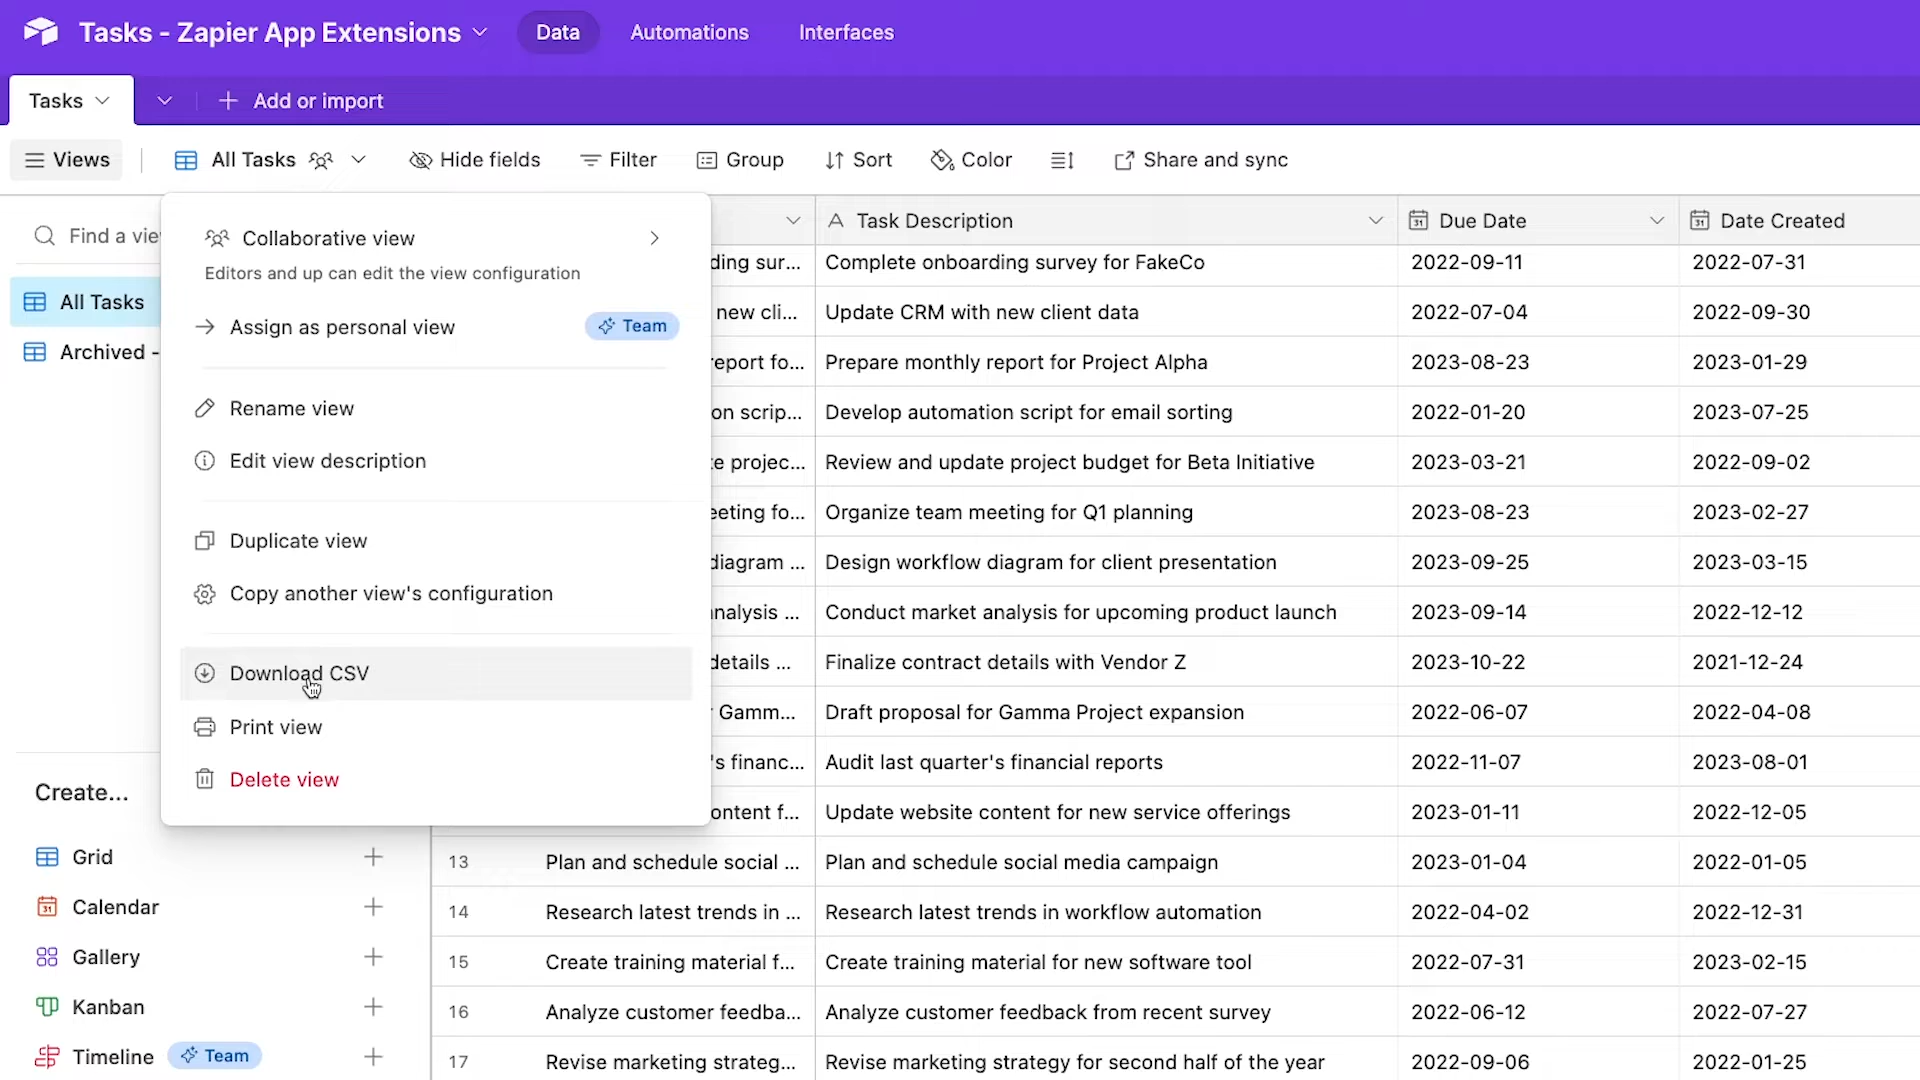 Tasks - Zapier App Extensions
Data
Automations
Interfaces
Tasks
Add or import
Views
All Tasks
Hide fields
Filter
Group
Sort
Color
Share and sync
Find a vie
All Tasks
Archived -
Collaborative view
Editors and up can edit the view configuration
Assign as personal view
Team
Rename view
Edit view description
Duplicate view
Copy another view's configuration
Download CSV
Print view
Delete view
Create...
Grid
Calendar
Gallery
Kanban
Timeline
Team
Task Description Due Date Date Created
ding sur... Complete onboarding survey for FakeCo 2022-09-11 2022-07-31
new cli... Update CRM with new client data 2022-07-04 2022-09-30
eport fo... Prepare monthly report for Project Alpha 2023-08-23 2023-01-29
on scrip... Develop automation script for email sorting 2022-01-20 2023-07-25
e projec... Review and update project budget for Beta Initiative 2023-03-21 2022-09-02
eeting fo... Organize team meeting for Q1 planning 2023-08-23 2023-02-27
diagram ... Design workflow diagram for client presentation 2023-09-25 2023-03-15
nalysis ... Conduct market analysis for upcoming product launch 2023-09-14 2022-12-12
details ... Finalize contract details with Vendor Z 2023-10-22 2021-12-24
Gamm... Draft proposal for Gamma Project expansion 2022-06-07 2022-04-08
's financ... Audit last quarter's financial reports 2022-11-07 2023-08-01
ontent f... Update website content for new service offerings 2023-01-11 2022-12-05
13 Plan and schedule social ... Plan and schedule social media campaign 2023-01-04 2022-01-05
14 Research latest trends in ... Research latest trends in workflow automation 2022-04-02 2022-12-31
15 Create training material f... Create training material for new software tool 2022-07-31 2023-02-15
16 Analyze customer feedba... Analyze customer feedback from recent survey 2022-06-12 2022-07-27
17 Revise marketing strateg... Revise marketing strategy for second half of the year 2022-09-06 2022-01-25